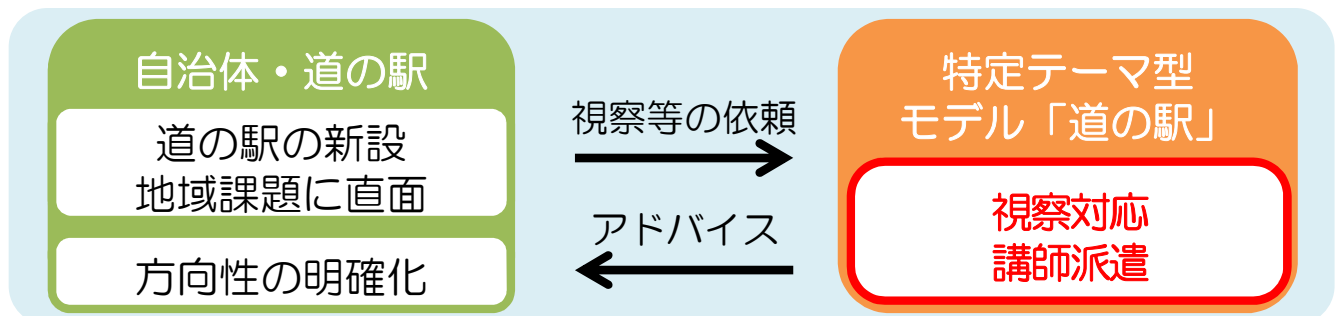 自治体・道の駅
道の駅の新設
地域課題に直面
方向性の明確化
視察等の依頼
アドバイス
特定テーマ型
モデル「道の駅」
視察対応
講師派遣